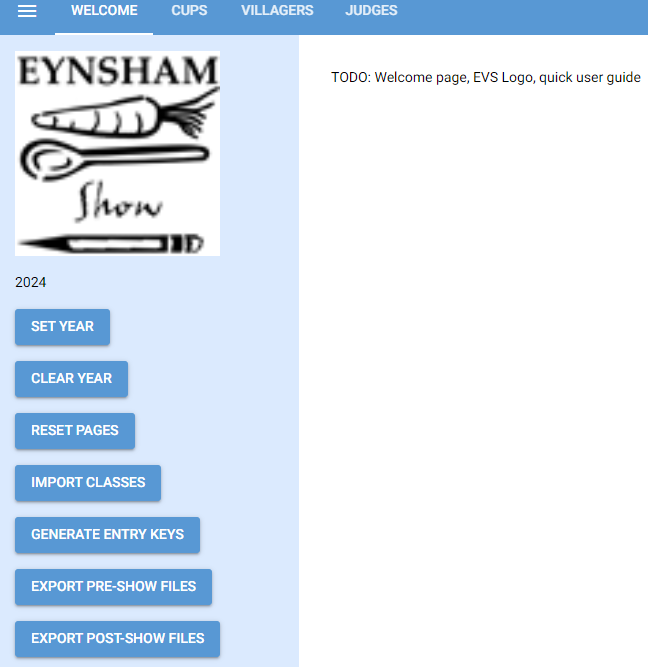 WELCOME CUPS VILLAGERS JUDGES
EYNSHAM
Show
2024
SET YEAR
CLEAR YEAR
RESET PAGES
IMPORT CLASSES
GENERATE ENTRY KEYS
EXPORT PRE-SHOW FILES
EXPORT POST-SHOW FILES
TODO: Welcome page, EVS Logo, quick user guide